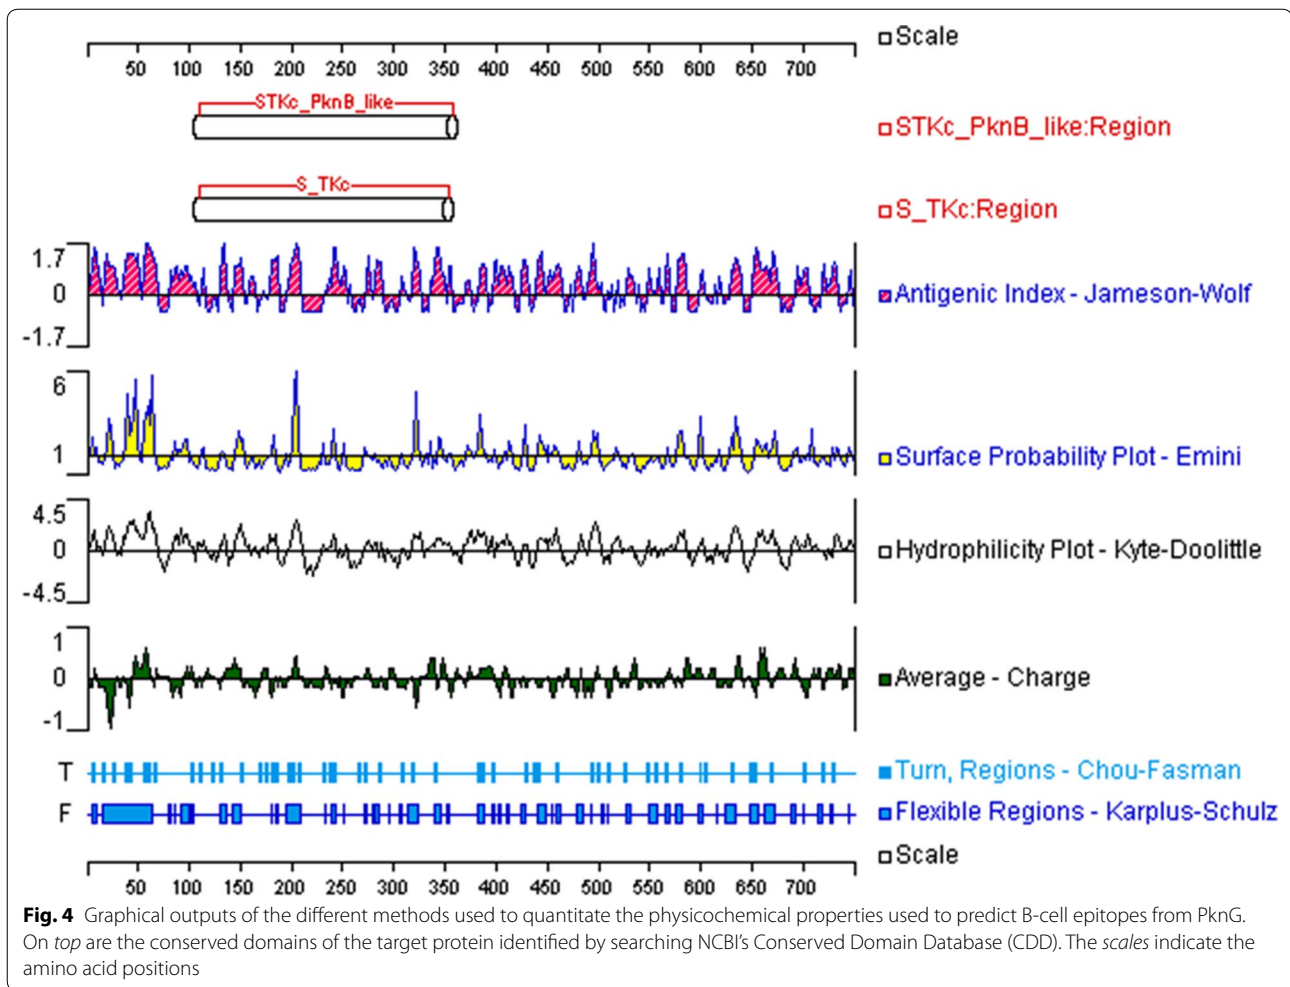 Scale
50 100 150 200 250 300 350 400 450 500 550 600 650 700
STKc_PknB_like
STKc_PknB_like:Region
S_TKc
S_TKc:Region
1.7
0
-1.7
Antigenic Index - Jameson-Wolf
6
1
Surface Probability Plot - Emini
4.5
0
-4.5
Hydrophilicity Plot - Kyte-Doolittle
1
0
-1
Average - Charge
T
Turn, Regions - Chou-Fasman
F
Flexible Regions - Karplus-Schulz
Scale
50 100 150 200 250 300 350 400 450 500 550 600 650 700
Fig. 4 Graphical outputs of the different methods used to quantitate the physicochemical properties used to predict B-cell epitopes from PknG.
On top are the conserved domains of the target protein identified by searching NCBI's Conserved Domain Database (CDD). The scales indicate the
amino acid positions